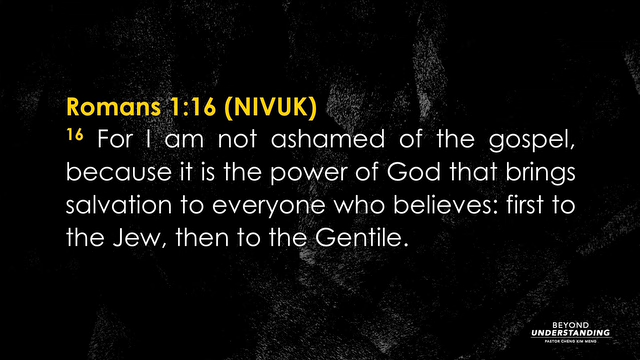 Romans 1:16 (NIVUK)
16 For I am not ashamed of the gospel,
because it is the power of God that brings
salvation to everyone who believes: first to
the Jew, then to the Gentile.
BEYOND
UNDERSTANDING
PASTOR CHENG KIM MENG